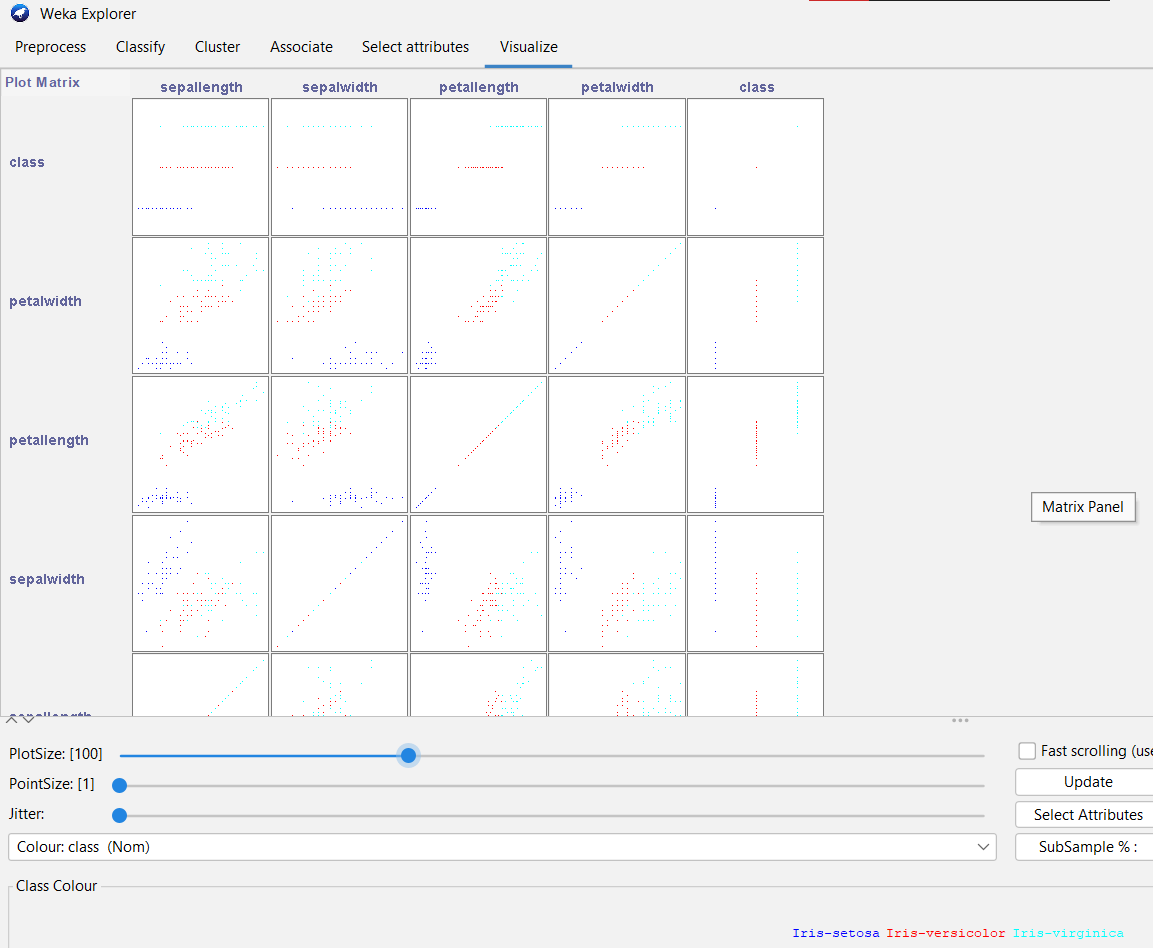 Weka Explorer
Preprocess Classify Cluster Associate Select attributes Visualize
Plot Matrix sepallength sepalwidth petallength petalwidth class
class
petalwidth
petallength
Matrix Panel
sepalwidth
sepallength
PlotSize: [100] Fast scrolling (use
PointSize: [1] Update
Jitter: Select Attributes
Colour: class (Nom) SubSample % :
Class Colour
Iris-setosa Iris-versicolor Iris-virginica